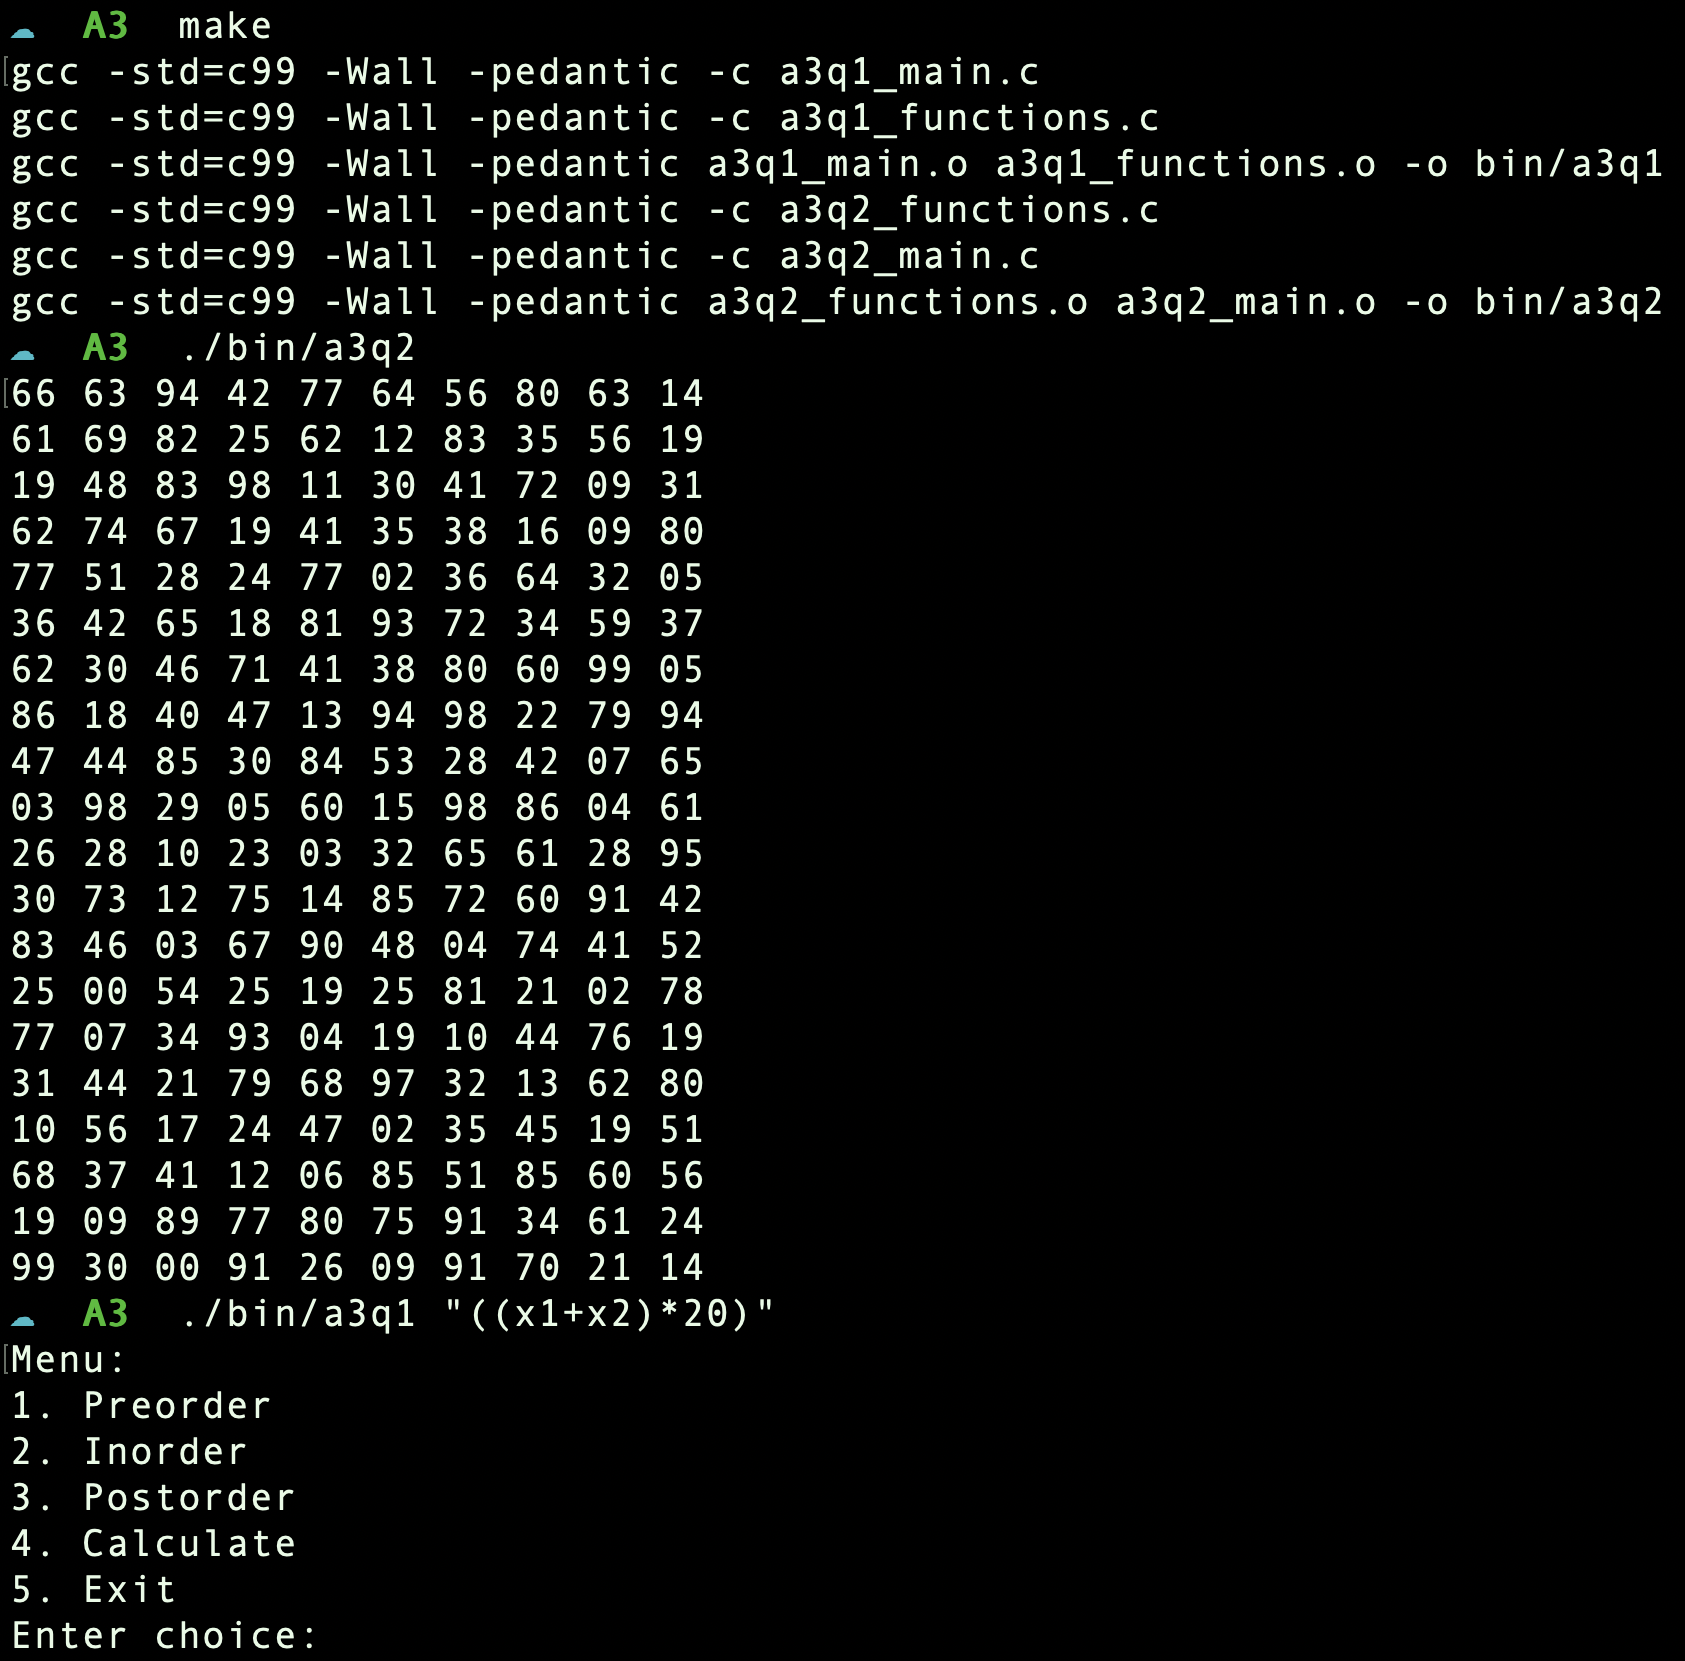 A3 make
gcc -std=c99 -Wall -pedantic -c a3q1_main.c
gcc -std=c99 -Wall -pedantic -c a3q1_functions.c
gcc -std=c99 -Wall -pedantic a3q1_main.o a3q1_functions.o -o bin/a3q1
gcc -std=c99 -Wall -pedantic -c a3q2_functions.c
gcc -std=c99 -Wall -pedantic -c a3q2_main.c
gcc -std=c99 -Wall -pedantic a3q2_functions.o a3q2_main.o -o bin/a3q2
A3 ./bin/a3q2
66 63 94 42 77 64 56 80 63 14
61 69 82 25 62 12 83 35 56 19
19 48 83 98 11 30 41 72 09 31
62 74 67 19 41 35 38 16 09 80
77 51 28 24 77 02 36 64 32 05
36 42 65 18 81 93 72 34 59 37
62 30 46 71 41 38 80 60 99 05
86 18 40 47 13 94 98 22 79 94
47 44 85 30 84 53 28 42 07 65
03 98 29 05 60 15 98 86 04 61
26 28 10 23 03 32 65 61 28 95
30 73 12 75 14 85 72 60 91 42
83 46 03 67 90 48 04 74 41 52
25 00 54 25 19 25 81 21 02 78
77 07 34 93 04 19 10 44 76 19
31 44 21 79 68 97 32 13 62 80
10 56 17 24 47 02 35 45 19 51
68 37 41 12 06 85 51 85 60 56
19 09 89 77 80 75 91 34 61 24
99 30 00 91 26 09 91 70 21 14
A3 ./bin/a3q1 "((x1+x2)*20)"
Menu:
1. Preorder
2. Inorder
3. Postorder
4. Calculate
5. Exit
Enter choice: